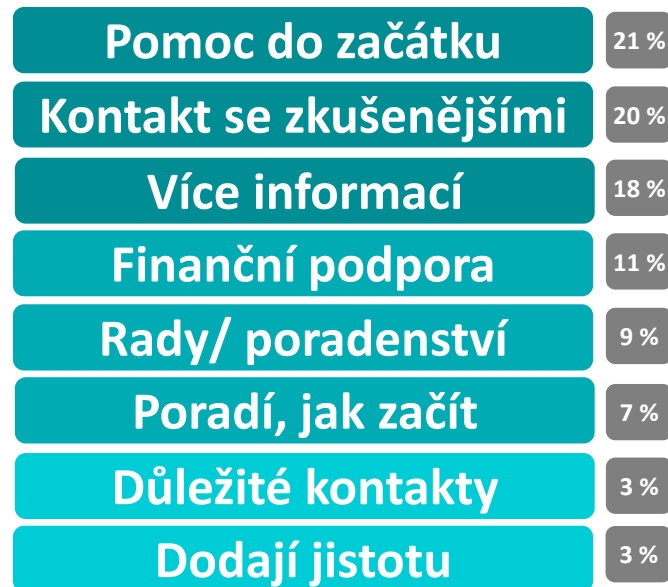 Pomoc do začátku 21 %
Kontakt se zkušenějšími 20 %
Více informací 18 %
Finanční podpora 11 %
Rady/ poradenství 9 %
Poradí, jak začít 7 %
Důležité kontakty 3 %
Dodají jistotu 3 %